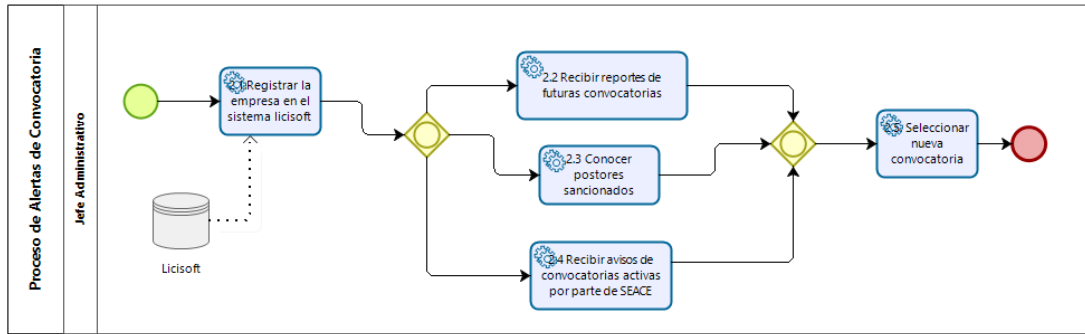 Proceso de Alertas de Convocatoria
Jefe Administrativo
2.1 Registrar la
empresa en el
sistema licisoft
Licisoft
2.2 Recibir reportes de
futuras convocatorias
2.3 Conocer
postores
sancionados
2.4 Recibir avisos de
convocatorias activas
por parte de SEACE
2.5 Seleccionar
nueva
convocatoria